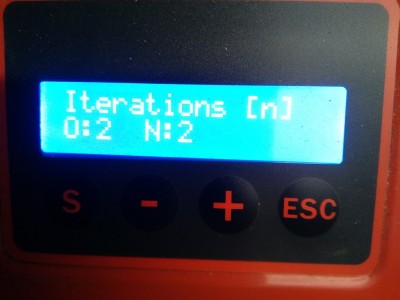 Iterations [n]
O:2 N:2
S - + ESC